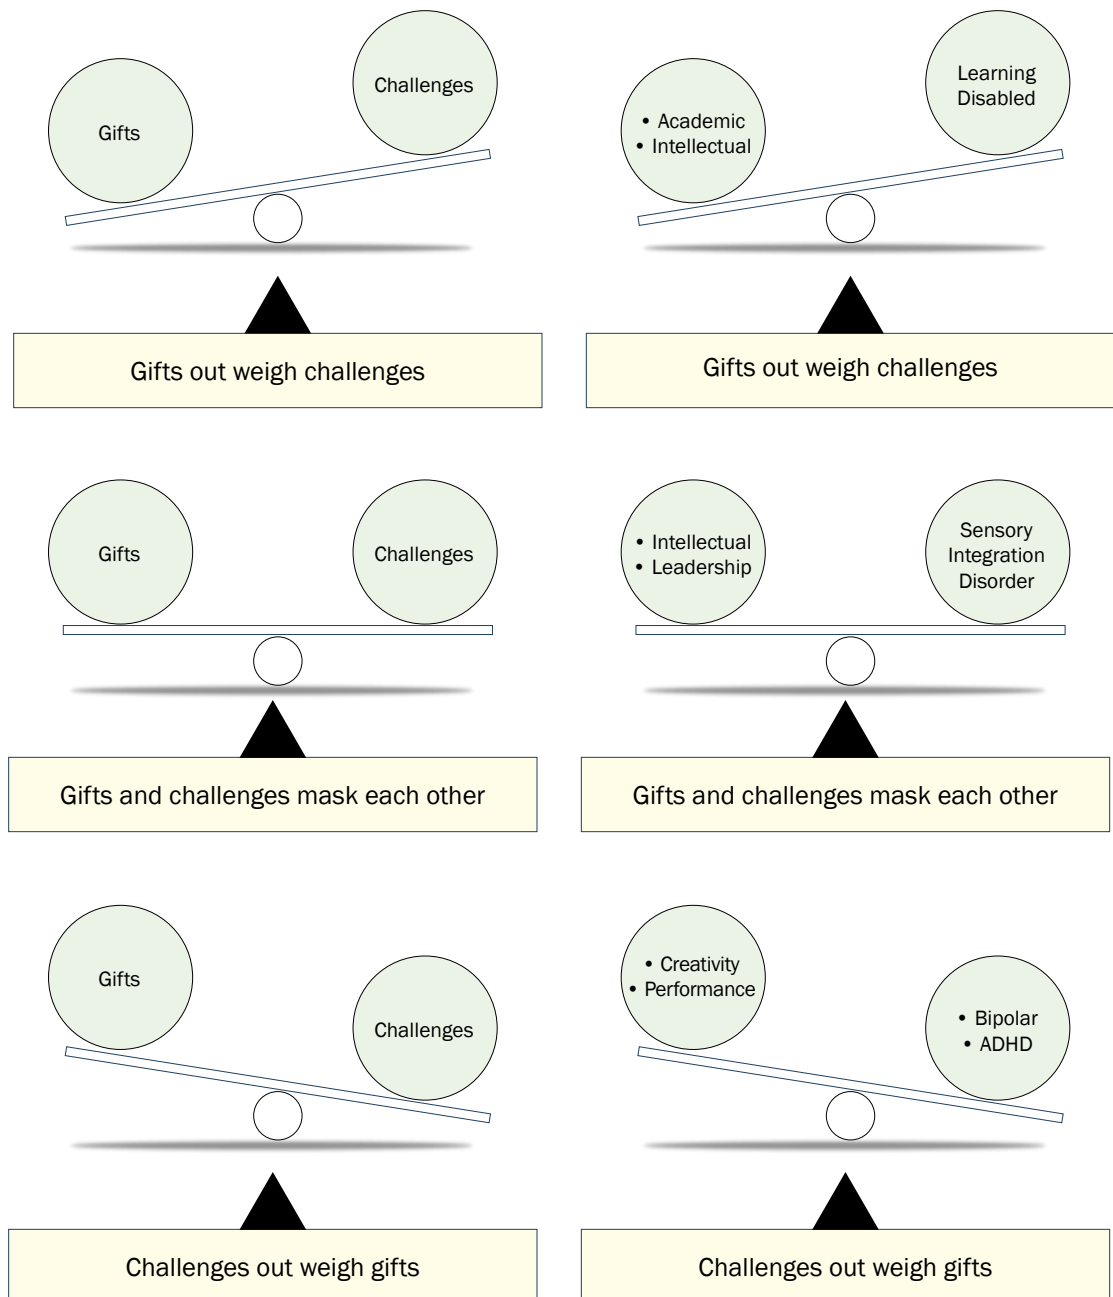 Gifts
Challenges
Gifts out weigh challenges
• Academic
• Intellectual
Learning
Disabled
Gifts out weigh challenges
Gifts
Challenges
Gifts and challenges mask each other
• Intellectual
• Leadership
Sensory
Integration
Disorder
Gifts and challenges mask each other
Gifts
Challenges
Challenges out weigh gifts
• Creativity
• Performance
• Bipolar
• ADHD
Challenges out weigh gifts